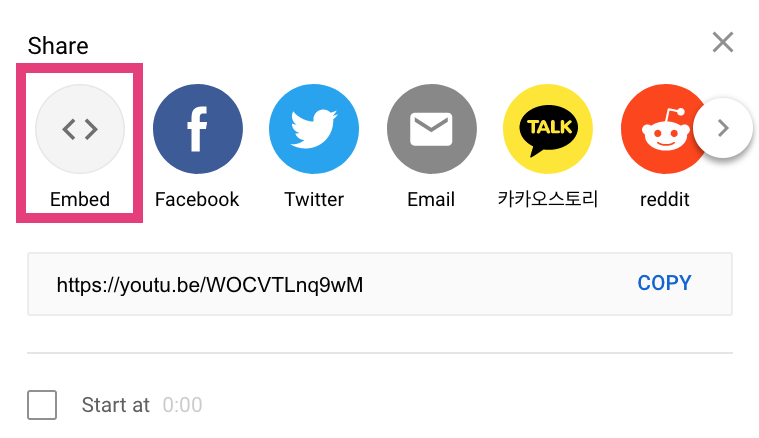 Share
TALK
Embed Facebook Twitter Email 카카오스토리 reddit
https://youtu.be/WOCVTLnq9wM COPY
Start at 0:00